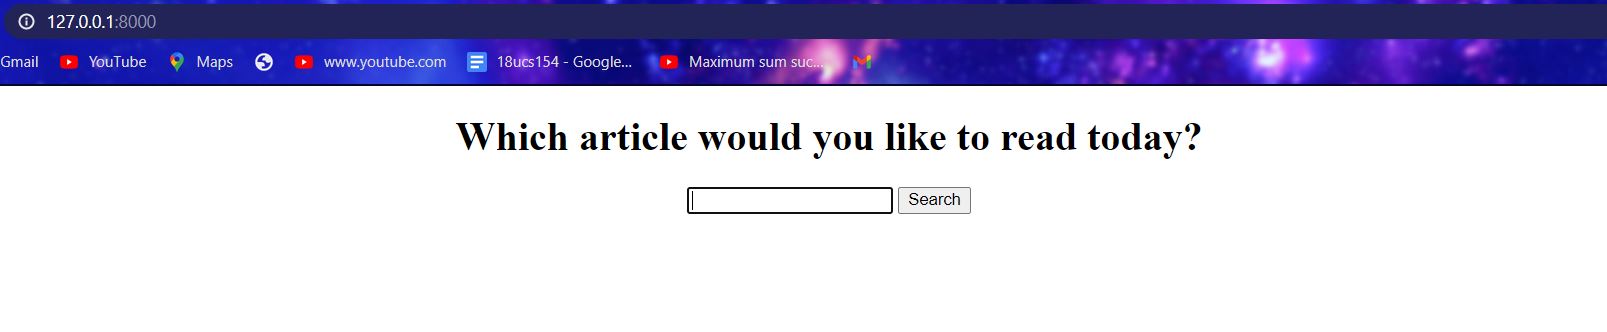 127.0.0.1:8000
Gmail YouTube Maps www.youtube.com 18ucs154 - Google... Maximum sum suc...
Which article would you like to read today?
Search